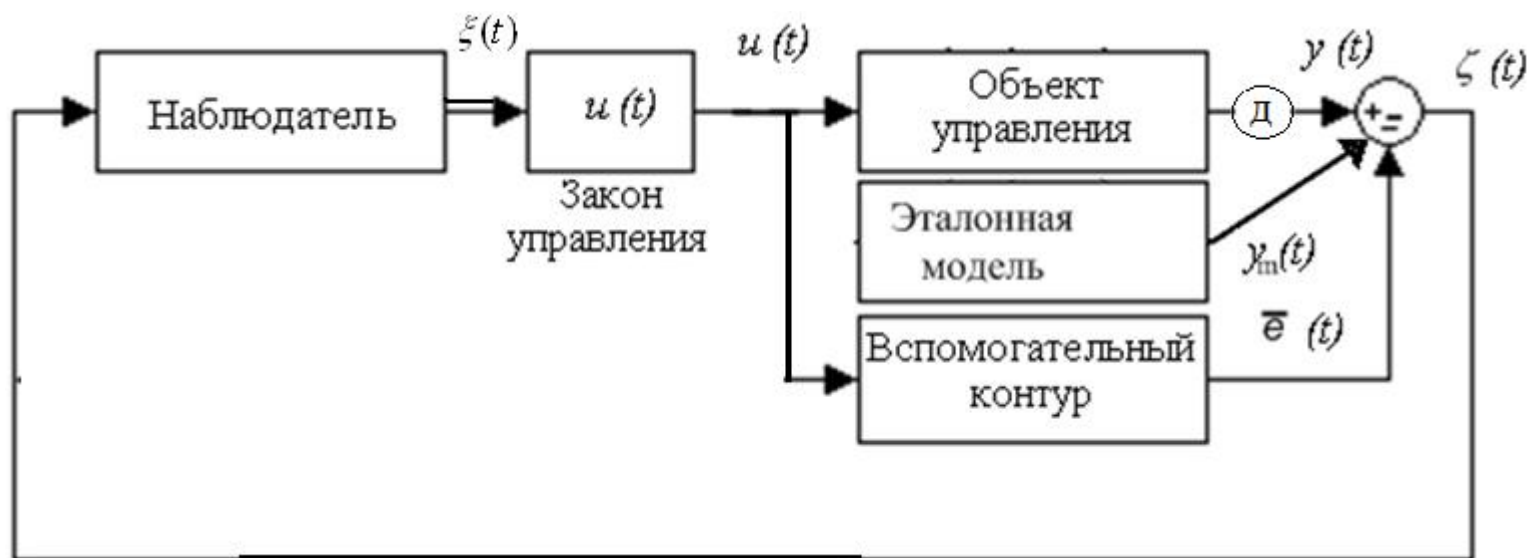 ξ(t)
u (t)
y (t)
ζ (t)
Наблюдатель
u (t)
Объект
управления
Д
+
=
Закон
управления
Эталонная
модель
ym(t)
e̅ (t)
Вспомогательный
контур